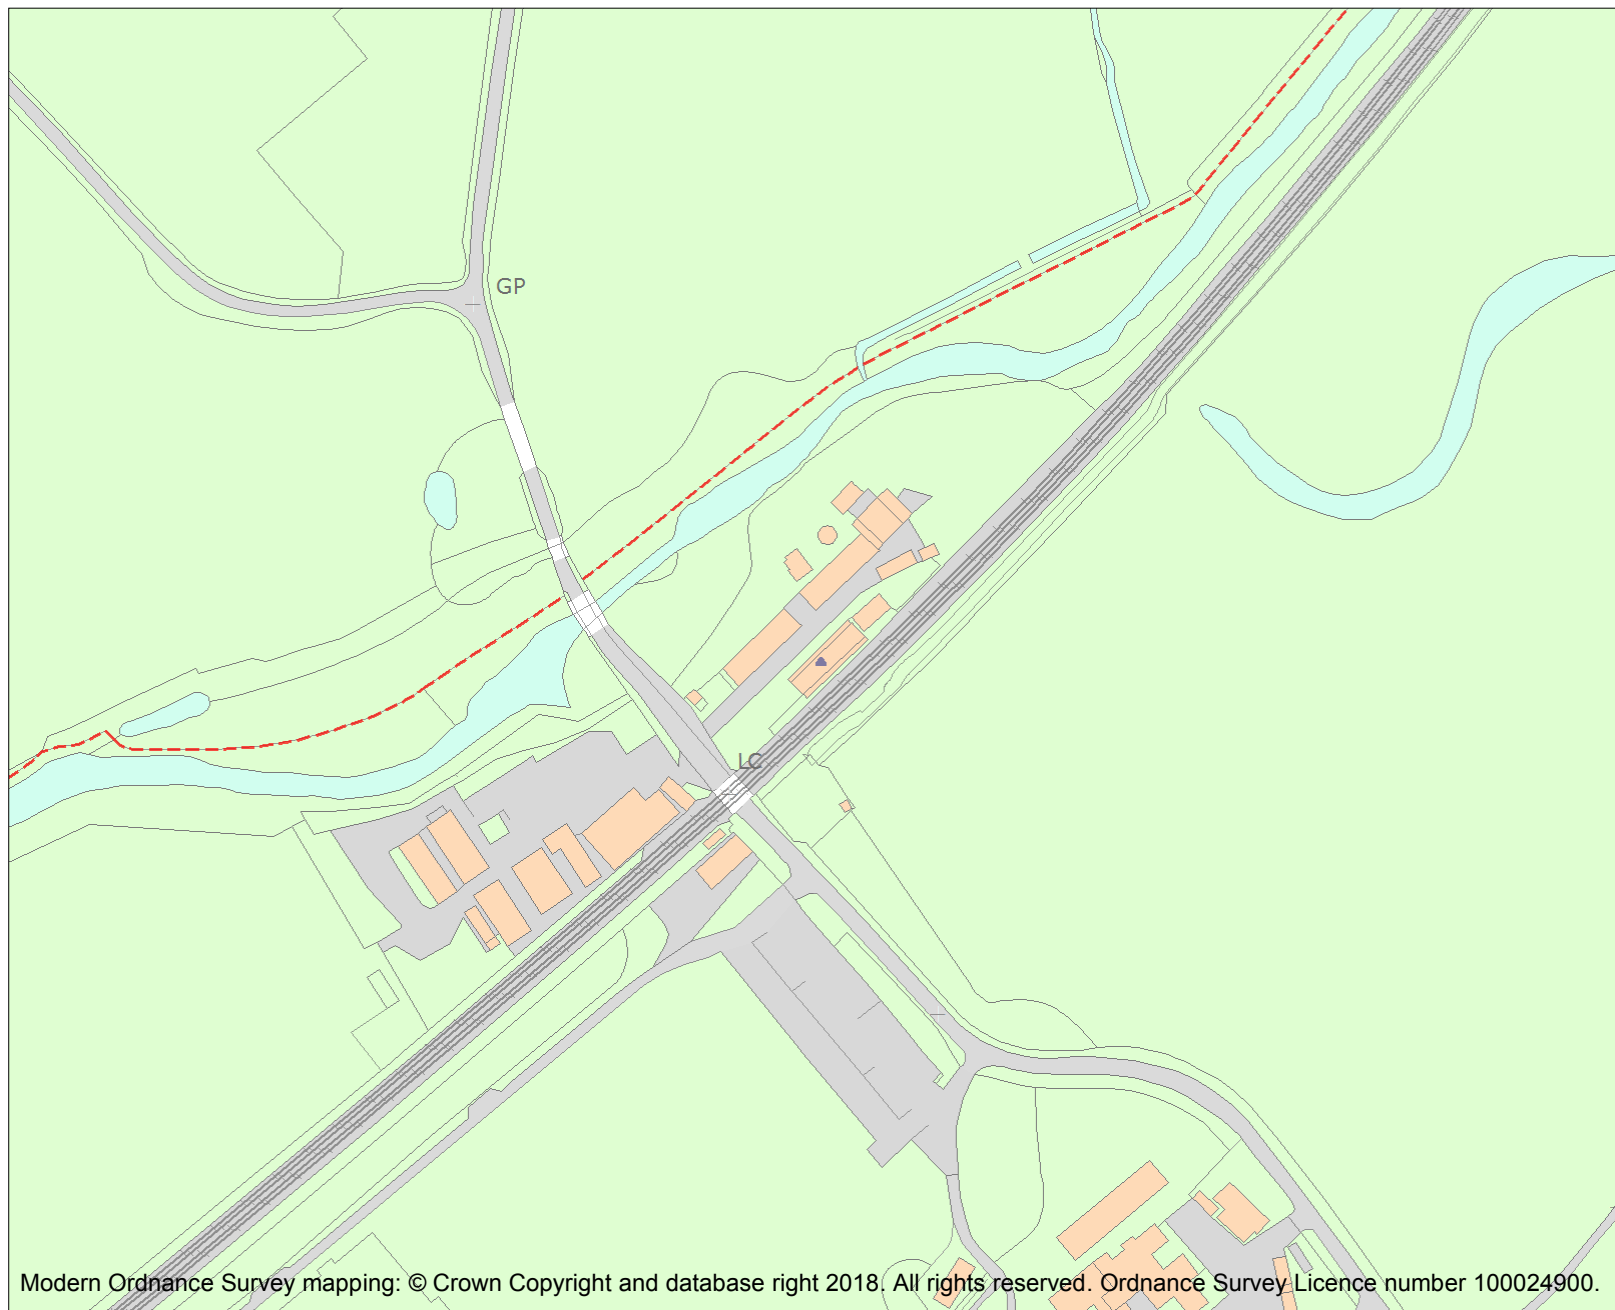 GP
LC
Modern Ordnance Survey mapping: © Crown Copyright and database right 2018. All rights reserved. Ordnance Survey Licence number 100024900.